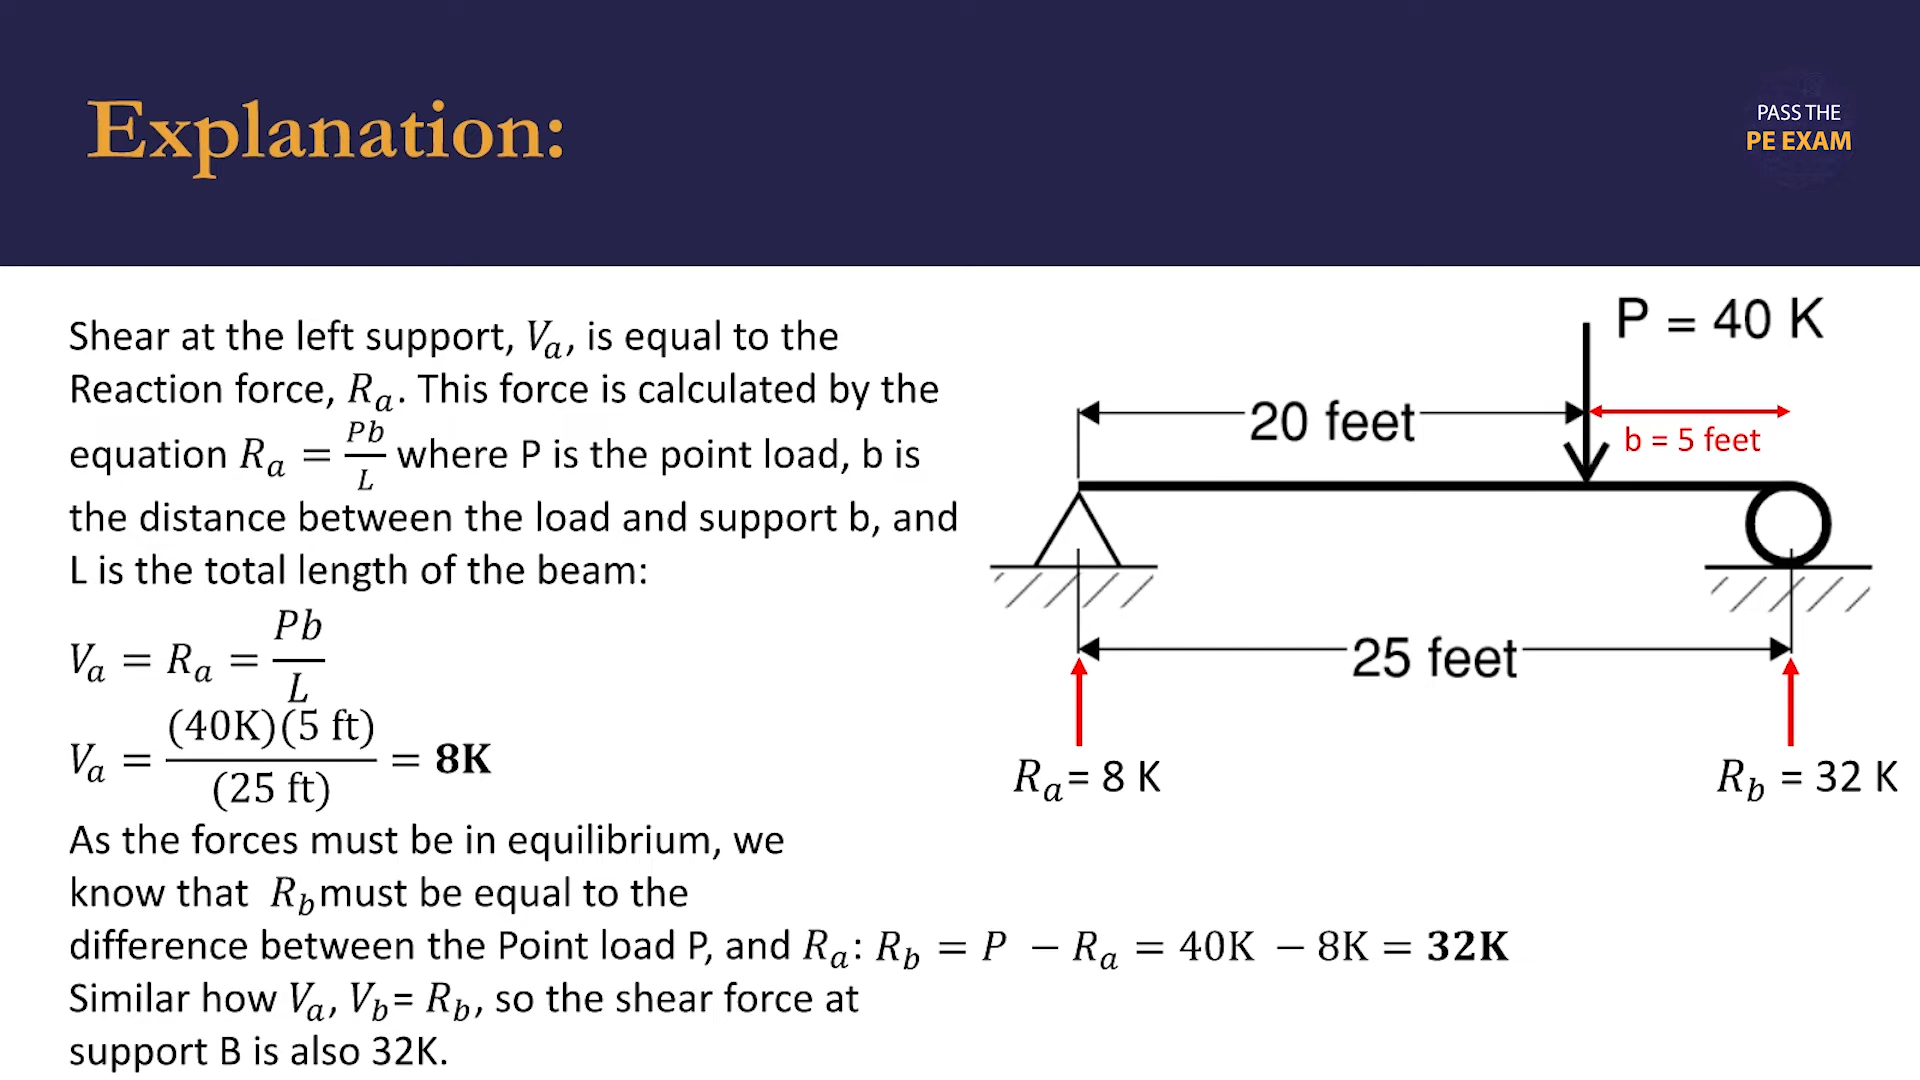 Explanation:
PASS THE
PE EXAM
Shear at the left support, Vₐ, is equal to the
Reaction force, Rₐ. This force is calculated by the
equation Rₐ = Pb/L where P is the point load, b is
the distance between the load and support b, and
L is the total length of the beam:
Vₐ = Rₐ = Pb/L
Vₐ = (40K)(5 ft)/(25 ft) = 8K
As the forces must be in equilibrium, we
know that R_b must be equal to the
difference between the Point load P, and Rₐ: R_b = P − Rₐ = 40K − 8K = 32K
Similar how Vₐ, V_b= R_b, so the shear force at
support B is also 32K.
P = 40 K
20 feet
b = 5 feet
25 feet
Rₐ= 8 K
R_b = 32 K